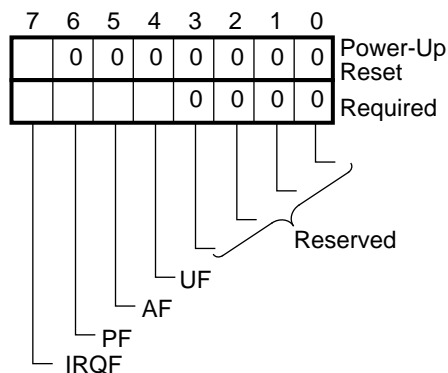 7 6 5 4 3 2 1 0
0 0 0 0 0 0 0 Power-Up
Reset
0 0 0 0 Required
Reserved
UF
AF
PF
IRQF